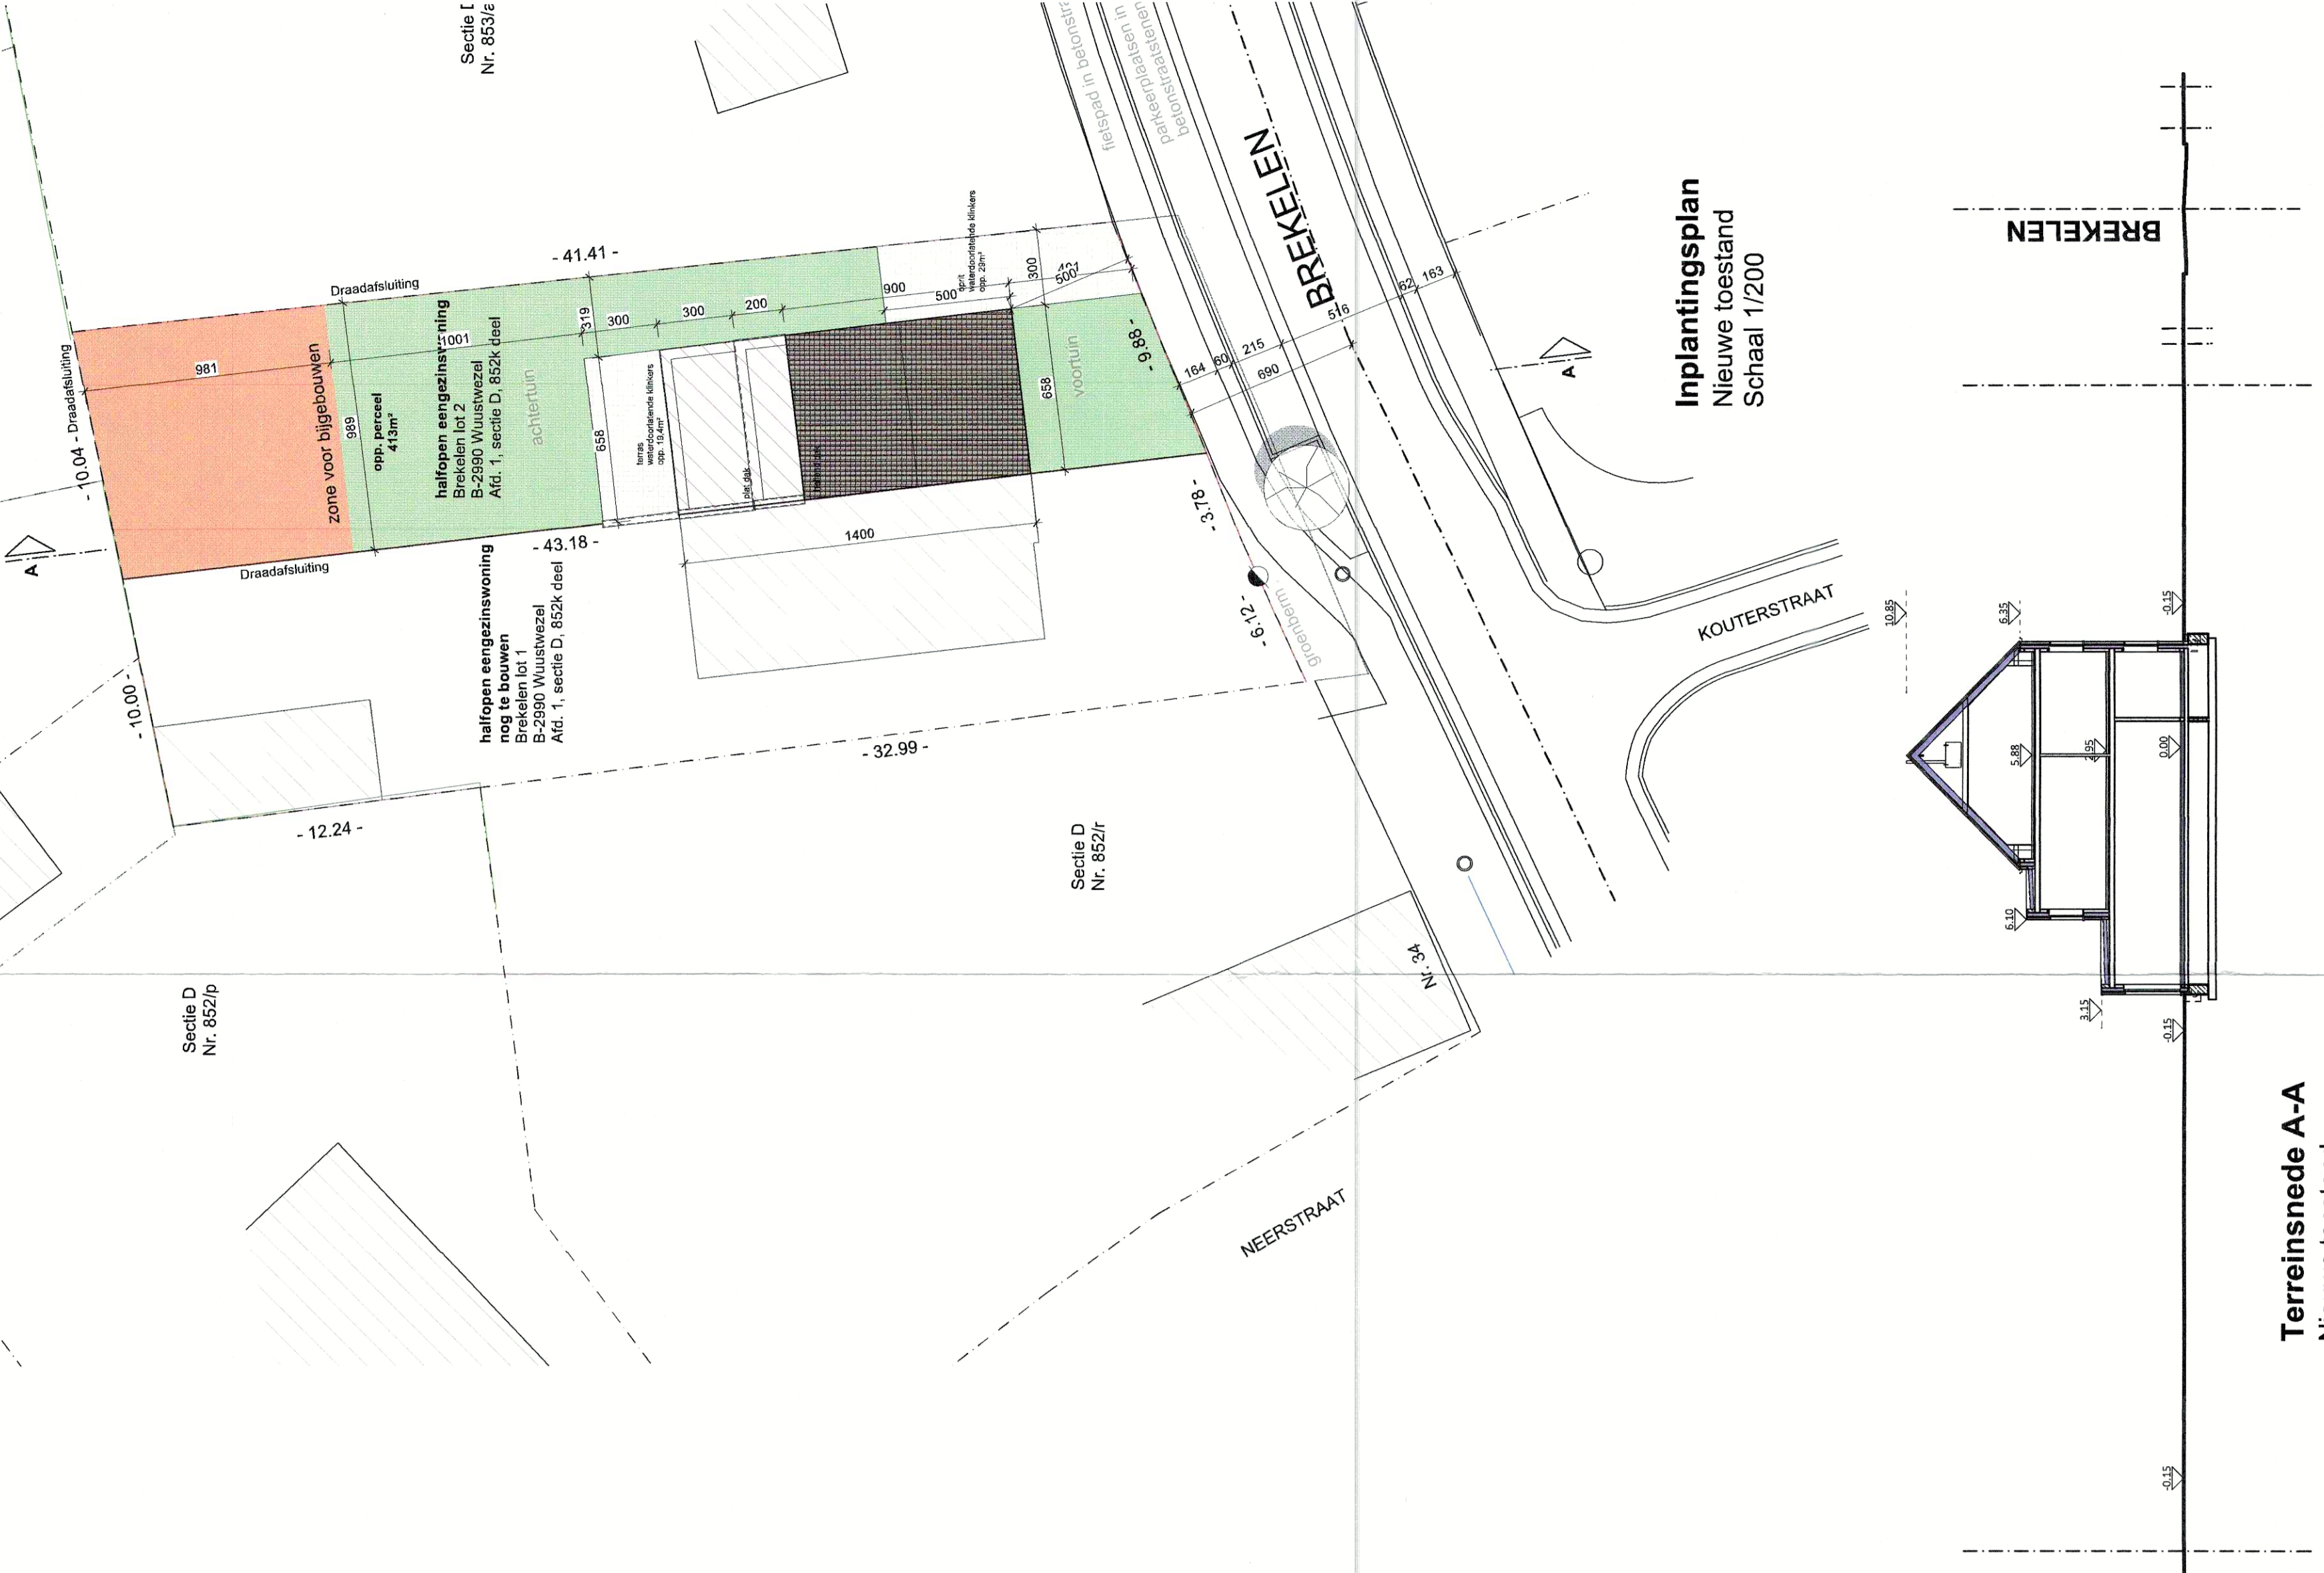 Sectie D
Nr. 853/a
fietspad in betonstra
parkeerplaatsen in
betonstraatstenen
BREKELEN
- 10.04 -
Draadafsluiting
Draadafsluiting
- 41.41 -
981
zone voor bijgebouwen
989
opp. perceel
413m²
1001
halfopen eengezinswoning
Brekelen lot 2
B-2990 Wuustwezel
Afd. 1, sectie D, 852k deel
achtertuin
319
300
300
200
900
500
oprit
waterdoorlatende klinkers
opp. 29m²
300
500
658
terras
waterdoorlatende klinkers
opp. 19,4m²
plat dak
658
voortuin
- 9.88 -
164
60
215
690
516
62
163
A
A
Draadafsluiting
- 43.18 -
1400
- 3.78 -
- 6.12 -
groenberm
- 10.00 -
halfopen eengezinswoning
nog te bouwen
Brekelen lot 1
B-2990 Wuustwezel
Afd. 1, sectie D, 852k deel
- 32.99 -
- 12.24 -
KOUTERSTRAAT
Sectie D
Nr. 852/r
Nr. 34
Sectie D
Nr. 852/p
NEERSTRAAT
Inplantingsplan
Nieuwe toestand
Schaal 1/200
BREKELEN
10.85
6.35
-0.15
5.88
2.95
0.00
6.10
3.15
-0.15
-0.15
Terreinsnede A-A